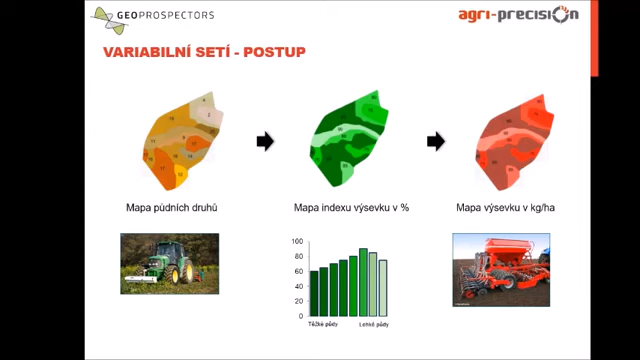 GEOPROSPECTORS
agri-precision
VARIABILNÍ SETÍ - POSTUP
Mapa půdních druhů
Mapa indexu výsevku v %
Mapa výsevku v kg/ha
100
80
60
40
20
0
Těžké půdy
Lehké půdy